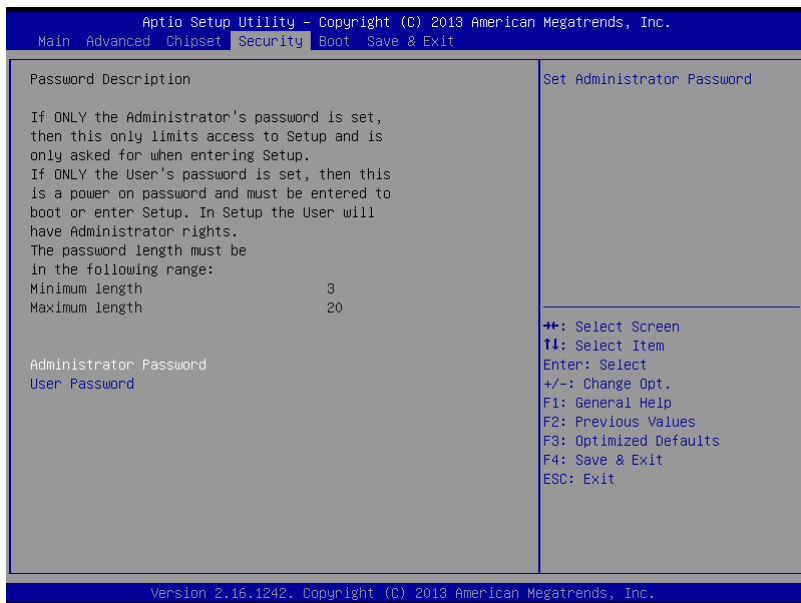 Aptio Setup Utility – Copyright (C) 2013 American Megatrends, Inc.
Main Advanced Chipset Security Boot Save & Exit
Password Description
If ONLY the Administrator's password is set,
then this only limits access to Setup and is
only asked for when entering Setup.
If ONLY the User's password is set, then this
is a power on password and must be entered to
boot or enter Setup. In Setup the User will
have Administrator rights.
The password length must be
in the following range:
Minimum length 3
Maximum length 20
Administrator Password
User Password
Set Administrator Password
→←: Select Screen
↑↓: Select Item
Enter: Select
+/-: Change Opt.
F1: General Help
F2: Previous Values
F3: Optimized Defaults
F4: Save & Exit
ESC: Exit
Version 2.16.1242. Copyright (C) 2013 American Megatrends, Inc.